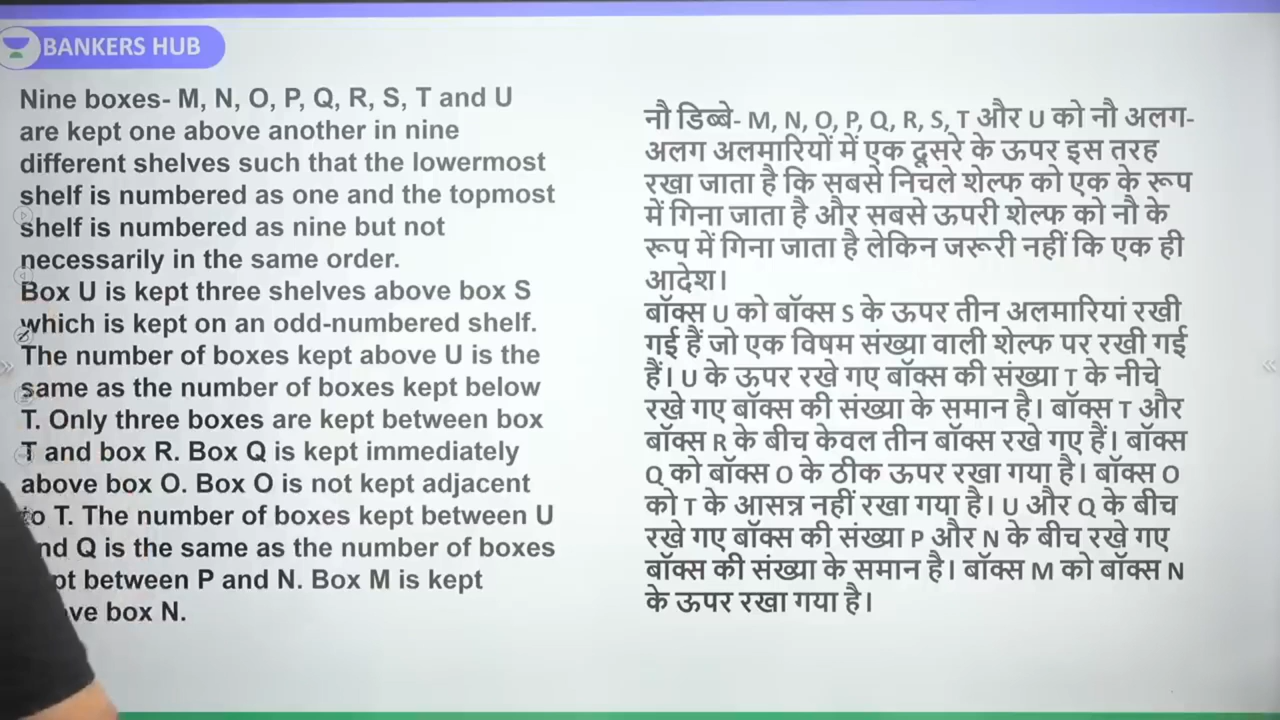 BANKERS HUB
Nine boxes- M, N, O, P, Q, R, S, T and U
are kept one above another in nine
different shelves such that the lowermost
shelf is numbered as one and the topmost
shelf is numbered as nine but not
necessarily in the same order.
Box U is kept three shelves above box S
which is kept on an odd-numbered shelf.
The number of boxes kept above U is the
same as the number of boxes kept below
T. Only three boxes are kept between box
T and box R. Box Q is kept immediately
above box O. Box O is not kept adjacent
to T. The number of boxes kept between U
nd Q is the same as the number of boxes
pt between P and N. Box M is kept
ve box N.
नौ डिब्बे- M, N, O, P, Q, R, S, T और U को नौ अलग-
अलग अलमारियों में एक दूसरे के ऊपर इस तरह
रखा जाता है कि सबसे निचले शेल्फ को एक के रूप
में गिना जाता है और सबसे ऊपरी शेल्फ को नौ के
रूप में गिना जाता है लेकिन जरूरी नहीं कि एक ही
आदेश।
बॉक्स U को बॉक्स S के ऊपर तीन अलमारियां रखी
गई हैं जो एक विषम संख्या वाली शेल्फ पर रखी गई
हैं। U के ऊपर रखे गए बॉक्स की संख्या T के नीचे
रखे गए बॉक्स की संख्या के समान है। बॉक्स T और
बॉक्स R के बीच केवल तीन बॉक्स रखे गए हैं। बॉक्स
Q को बॉक्स O के ठीक ऊपर रखा गया है। बॉक्स O
को T के आसन्न नहीं रखा गया है। U और Q के बीच
रखे गए बॉक्स की संख्या P और N के बीच रखे गए
बॉक्स की संख्या के समान है। बॉक्स M को बॉक्स N
के ऊपर रखा गया है।